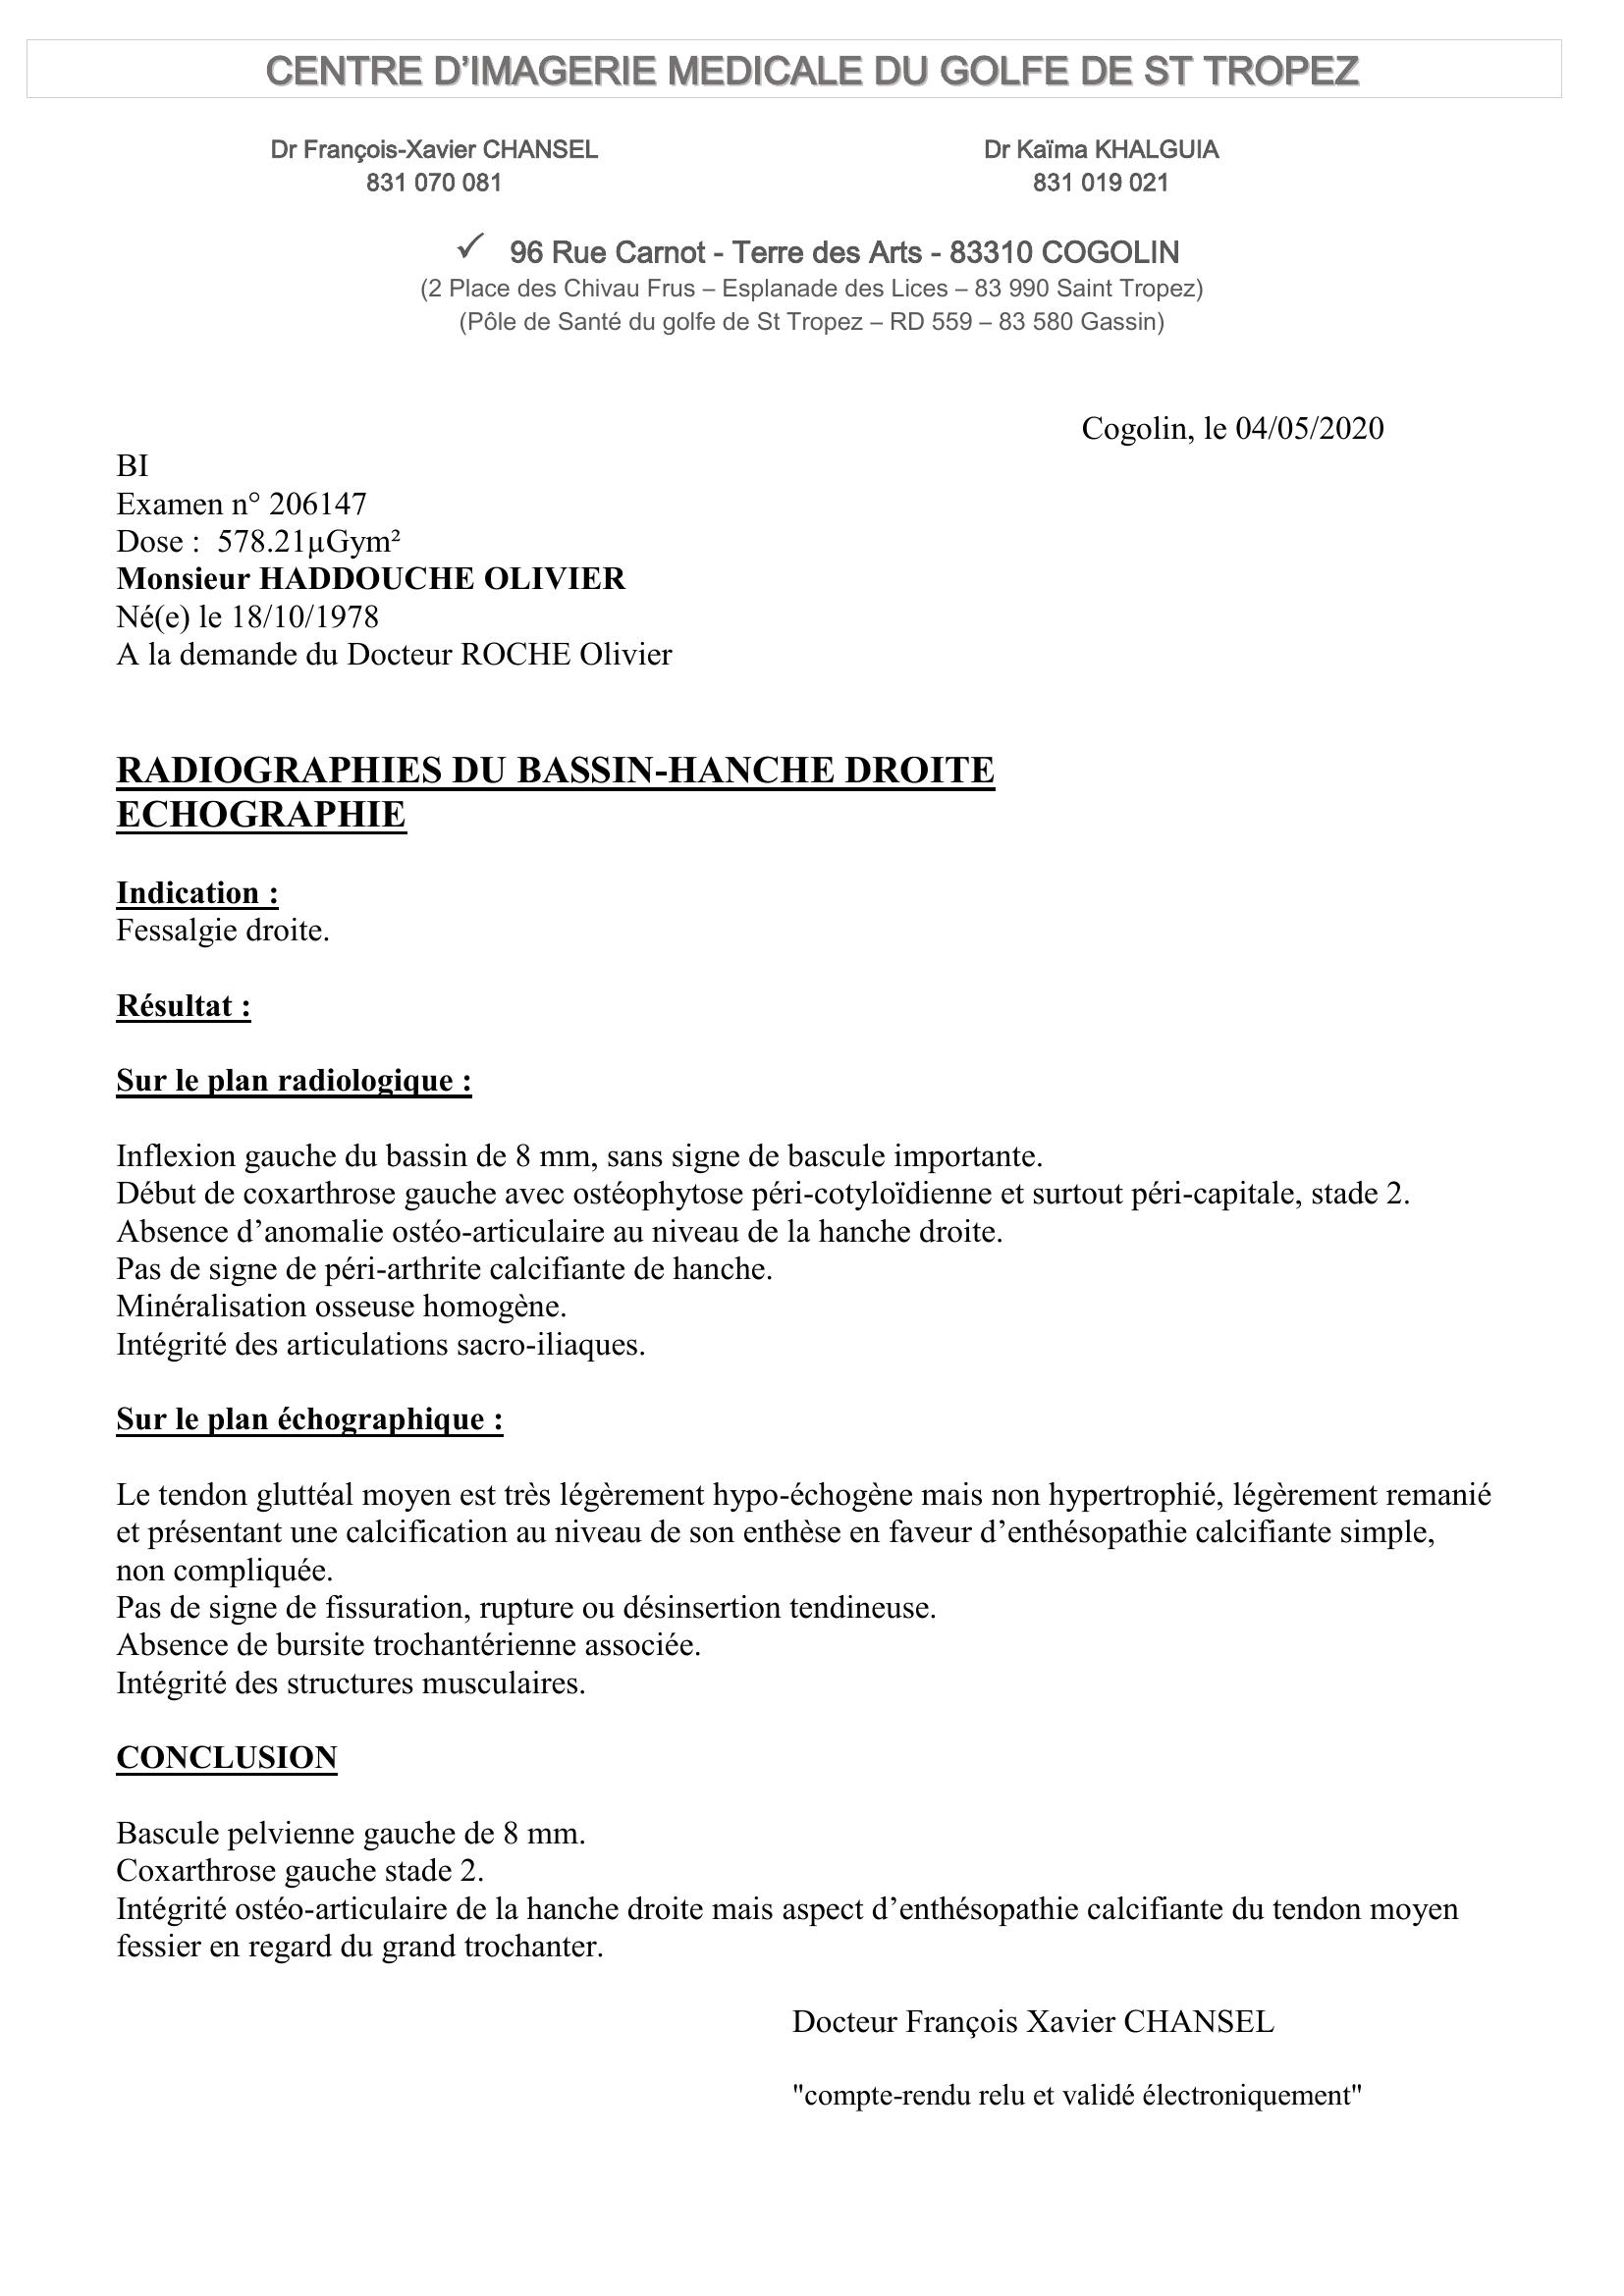 CENTRE D’IMAGERIE MEDICALE DU GOLFE DE ST TROPEZ
Dr François-Xavier CHANSEL
831 070 081
Dr Kaïma KHALGUIA
831 019 021
✓ 96 Rue Carnot - Terre des Arts - 83310 COGOLIN
(2 Place des Chivau Frus – Esplanade des Lices – 83 990 Saint Tropez)
(Pôle de Santé du golfe de St Tropez – RD 559 – 83 580 Gassin)
Cogolin, le 04/05/2020
BI
Examen n° 206147
Dose : 578.21µGym²
Monsieur HADDOUCHE OLIVIER
Né(e) le 18/10/1978
A la demande du Docteur ROCHE Olivier
RADIOGRAPHIES DU BASSIN-HANCHE DROITE
ECHOGRAPHIE
Indication :
Fessalgie droite.
Résultat :
Sur le plan radiologique :
Inflexion gauche du bassin de 8 mm, sans signe de bascule importante.
Début de coxarthrose gauche avec ostéophytose péri-cotyloïdienne et surtout péri-capitale, stade 2.
Absence d’anomalie ostéo-articulaire au niveau de la hanche droite.
Pas de signe de péri-arthrite calcifiante de hanche.
Minéralisation osseuse homogène.
Intégrité des articulations sacro-iliaques.
Sur le plan échographique :
Le tendon gluttéal moyen est très légèrement hypo-échogène mais non hypertrophié, légèrement remanié
et présentant une calcification au niveau de son enthèse en faveur d’enthésopathie calcifiante simple,
non compliquée.
Pas de signe de fissuration, rupture ou désinsertion tendineuse.
Absence de bursite trochantérienne associée.
Intégrité des structures musculaires.
CONCLUSION
Bascule pelvienne gauche de 8 mm.
Coxarthrose gauche stade 2.
Intégrité ostéo-articulaire de la hanche droite mais aspect d’enthésopathie calcifiante du tendon moyen
fessier en regard du grand trochanter.
Docteur François Xavier CHANSEL
"compte-rendu relu et validé électroniquement"